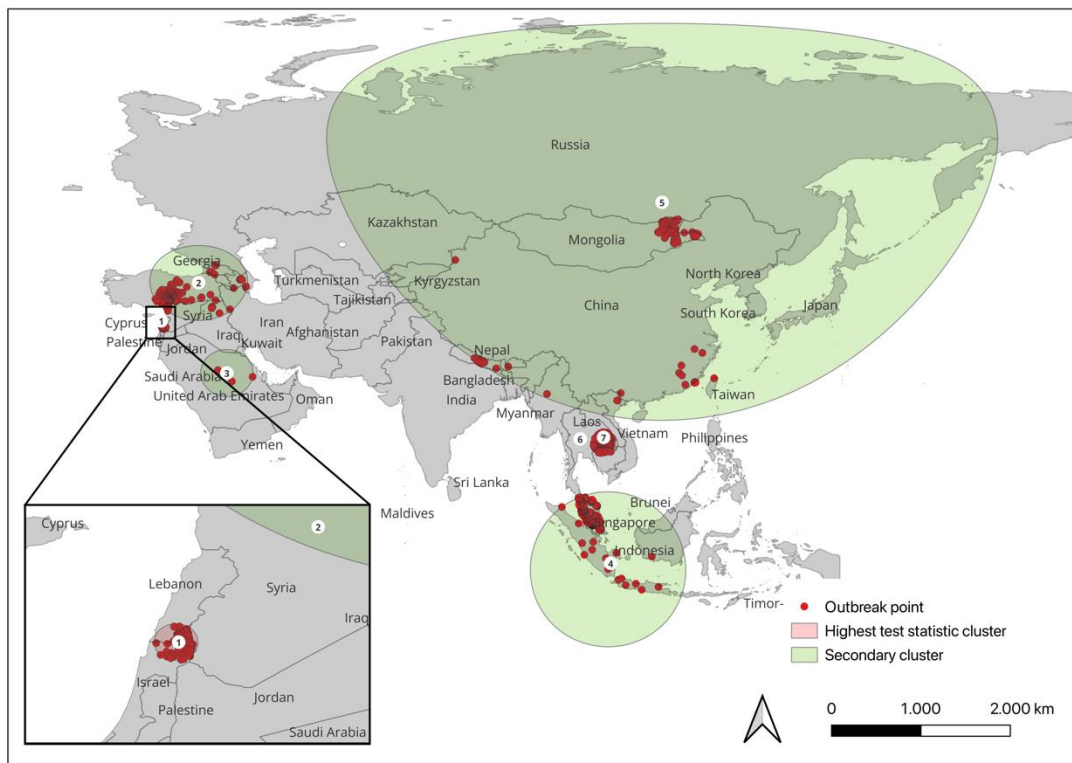 Russia
5
Kazakhstan
Mongolia
Georgia
2
Turkmenistan
Kyrgyzstan
North Korea
Tajikistan
China
South Korea
Japan
Cyprus
1
Syria
Iran
Iraq
Afghanistan
Palestine
Kuwait
Pakistan
Nepal
Jordan
Saudi Arabia
3
Bangladesh
United Arab Emirates
Oman
India
Taiwan
Myanmar
Laos
6
7
Vietnam
Philippines
Yemen
Sri Lanka
Maldives
Brunei
Singapore
Indonesia
4
Timor-
Cyprus
2
Lebanon
Syria
Iraq
1
Israel
Jordan
Palestine
Saudi Arabia
Outbreak point
Highest test statistic cluster
Secondary cluster
0 1.000 2.000 km